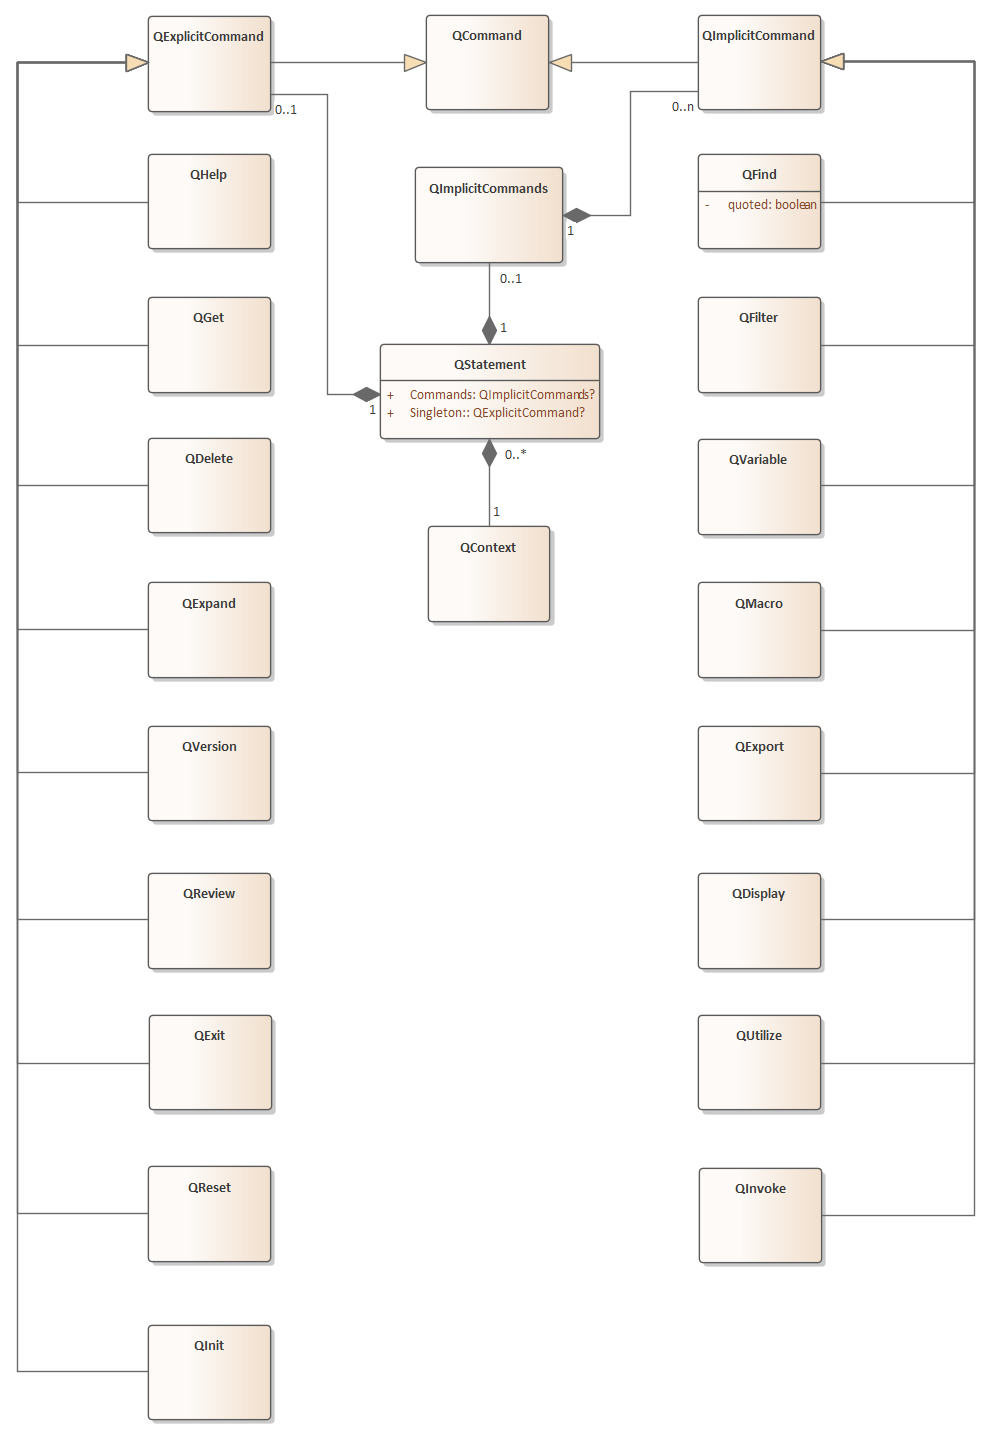 QExplicitCommand
QCommand
QImplicitCommand
0..1
0..n
QHelp
QImplicitCommands
QFind
- quoted: boolean
1
0..1
1
QGet
QFilter
QStatement
+ Commands: QImplicitCommands?
+ Singleton:: QExplicitCommand?
1
0..*
1
QDelete
QVariable
QContext
QExpand
QMacro
QVersion
QExport
QReview
QDisplay
QExit
QUtilize
QReset
QInvoke
QInit